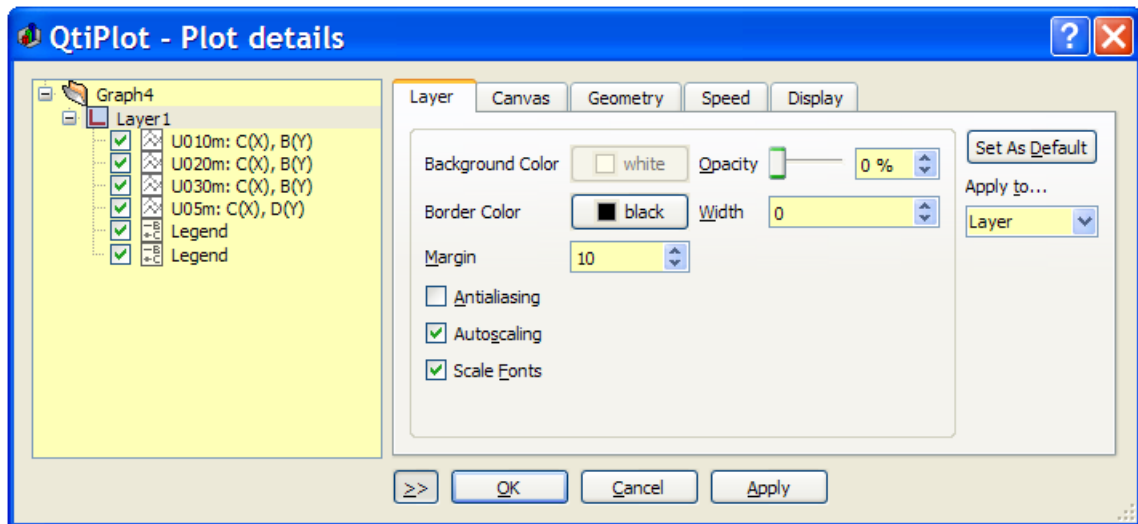 QtiPlot - Plot details
Graph4
Layer1
U010m: C(X), B(Y)
U020m: C(X), B(Y)
U030m: C(X), B(Y)
U05m: C(X), D(Y)
Legend
Legend
Layer Canvas Geometry Speed Display
Background Color white Opacity 0 %
Border Color black Width 0
Margin 10
Antialiasing
Autoscaling
Scale Fonts
Set As Default
Apply to...
Layer
>> OK Cancel Apply